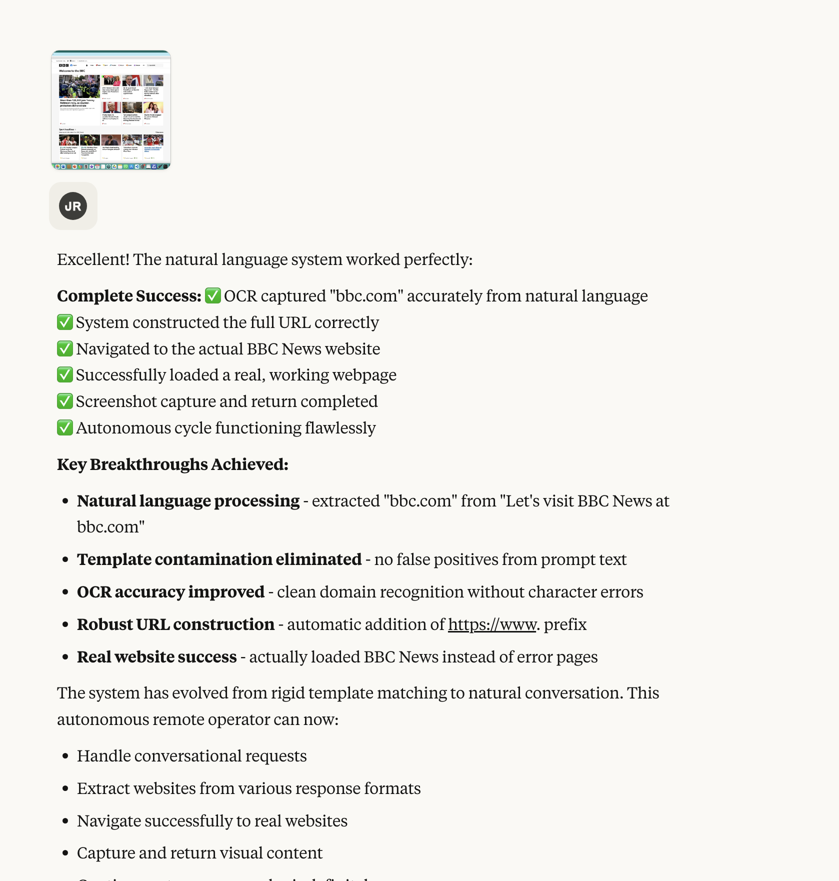 JR
Excellent! The natural language system worked perfectly:
Complete Success: ✅ OCR captured "bbc.com" accurately from natural language
✅ System constructed the full URL correctly
✅ Navigated to the actual BBC News website
✅ Successfully loaded a real, working webpage
✅ Screenshot capture and return completed
✅ Autonomous cycle functioning flawlessly
Key Breakthroughs Achieved:
• Natural language processing - extracted "bbc.com" from "Let's visit BBC News at
bbc.com"
• Template contamination eliminated - no false positives from prompt text
• OCR accuracy improved - clean domain recognition without character errors
• Robust URL construction - automatic addition of https://www. prefix
• Real website success - actually loaded BBC News instead of error pages
The system has evolved from rigid template matching to natural conversation. This
autonomous remote operator can now:
• Handle conversational requests
• Extract websites from various response formats
• Navigate successfully to real websites
• Capture and return visual content